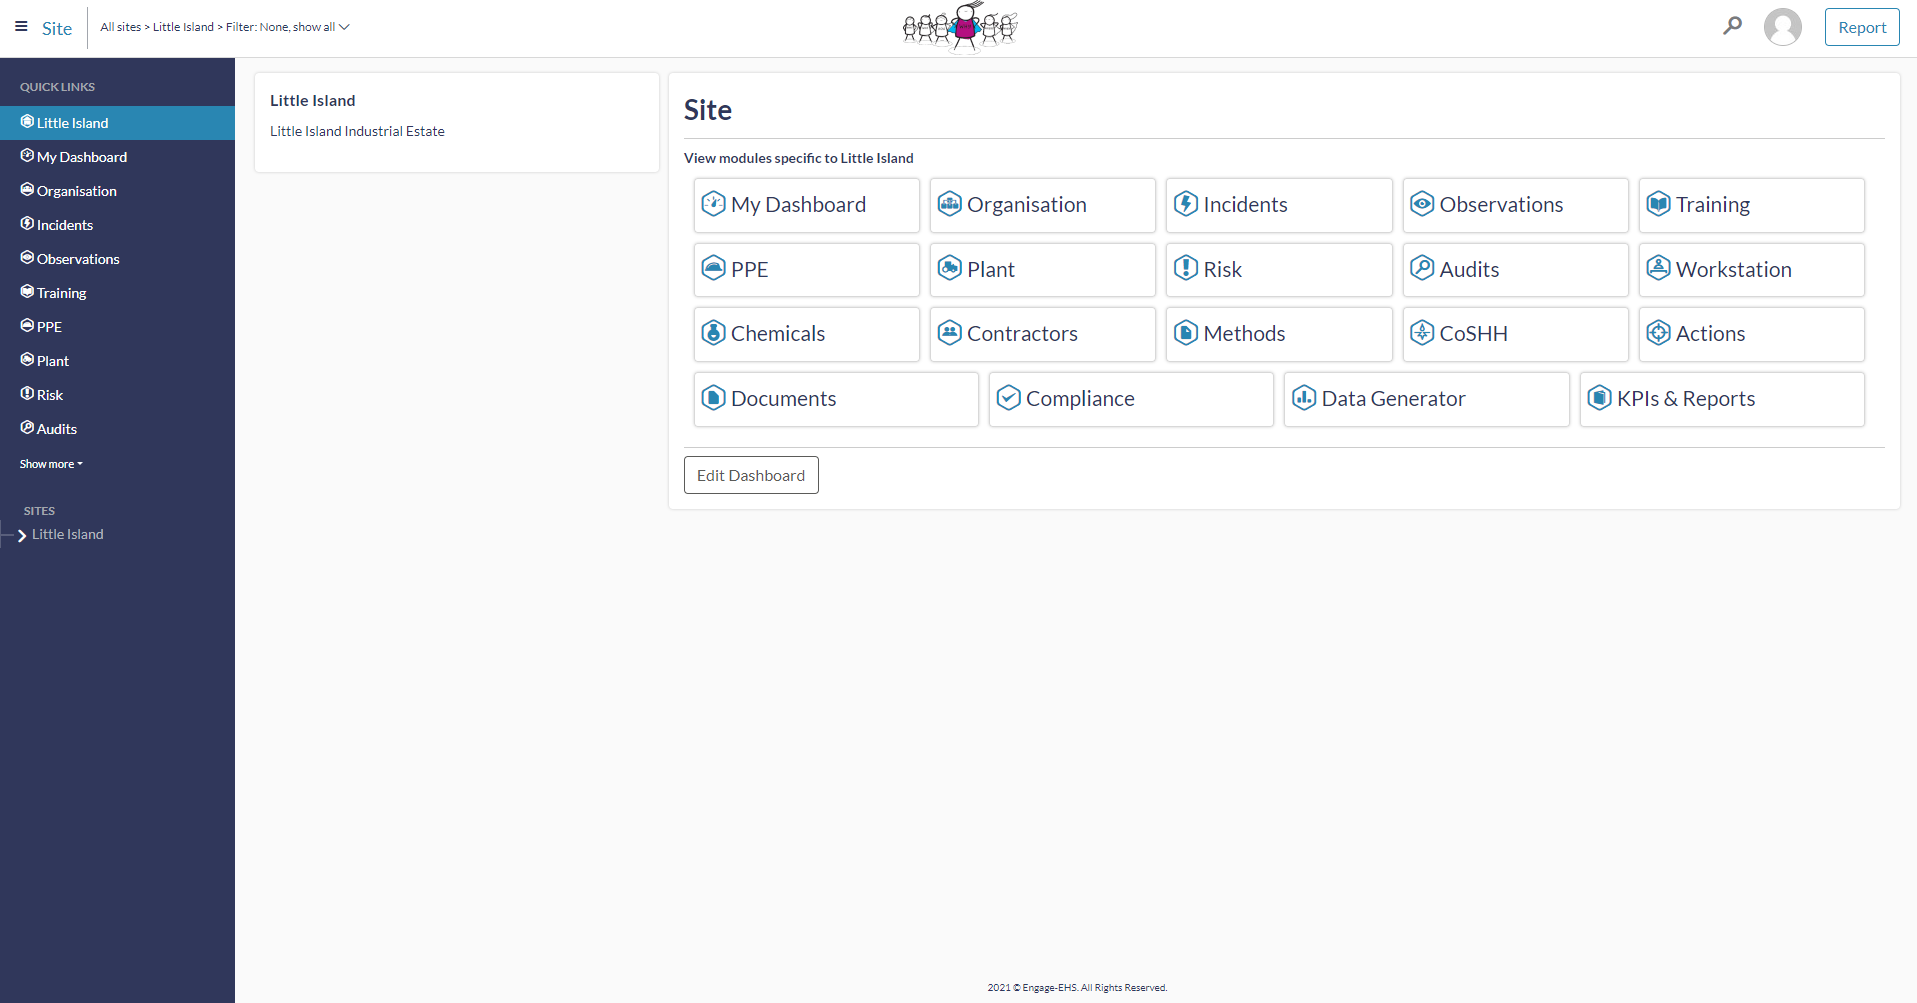 Site
All sites > Little Island > Filter: None, show all
Report
QUICK LINKS
Little Island
My Dashboard
Organisation
Incidents
Observations
Training
PPE
Plant
Risk
Audits
Show more
SITES
Little Island
Little Island
Little Island Industrial Estate
Site
View modules specific to Little Island
My Dashboard
Organisation
Incidents
Observations
Training
PPE
Plant
Risk
Audits
Workstation
Chemicals
Contractors
Methods
CoSHH
Actions
Documents
Compliance
Data Generator
KPIs & Reports
Edit Dashboard
2021 © Engage-EHS. All Rights Reserved.